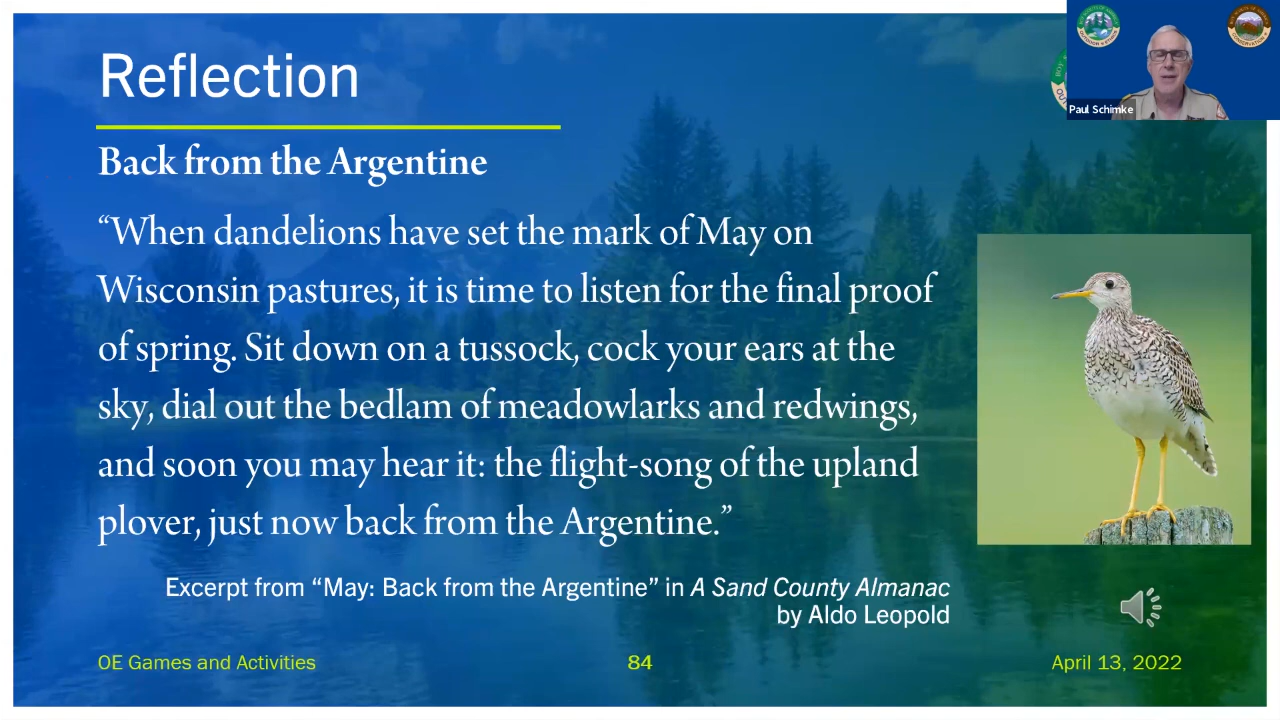 Reflection
Paul Schimke
Back from the Argentine
“When dandelions have set the mark of May on
Wisconsin pastures, it is time to listen for the final proof
of spring. Sit down on a tussock, cock your ears at the
sky, dial out the bedlam of meadowlarks and redwings,
and soon you may hear it: the flight-song of the upland
plover, just now back from the Argentine.”
Excerpt from “May: Back from the Argentine” in A Sand County Almanac
by Aldo Leopold
OE Games and Activities
84
April 13, 2022